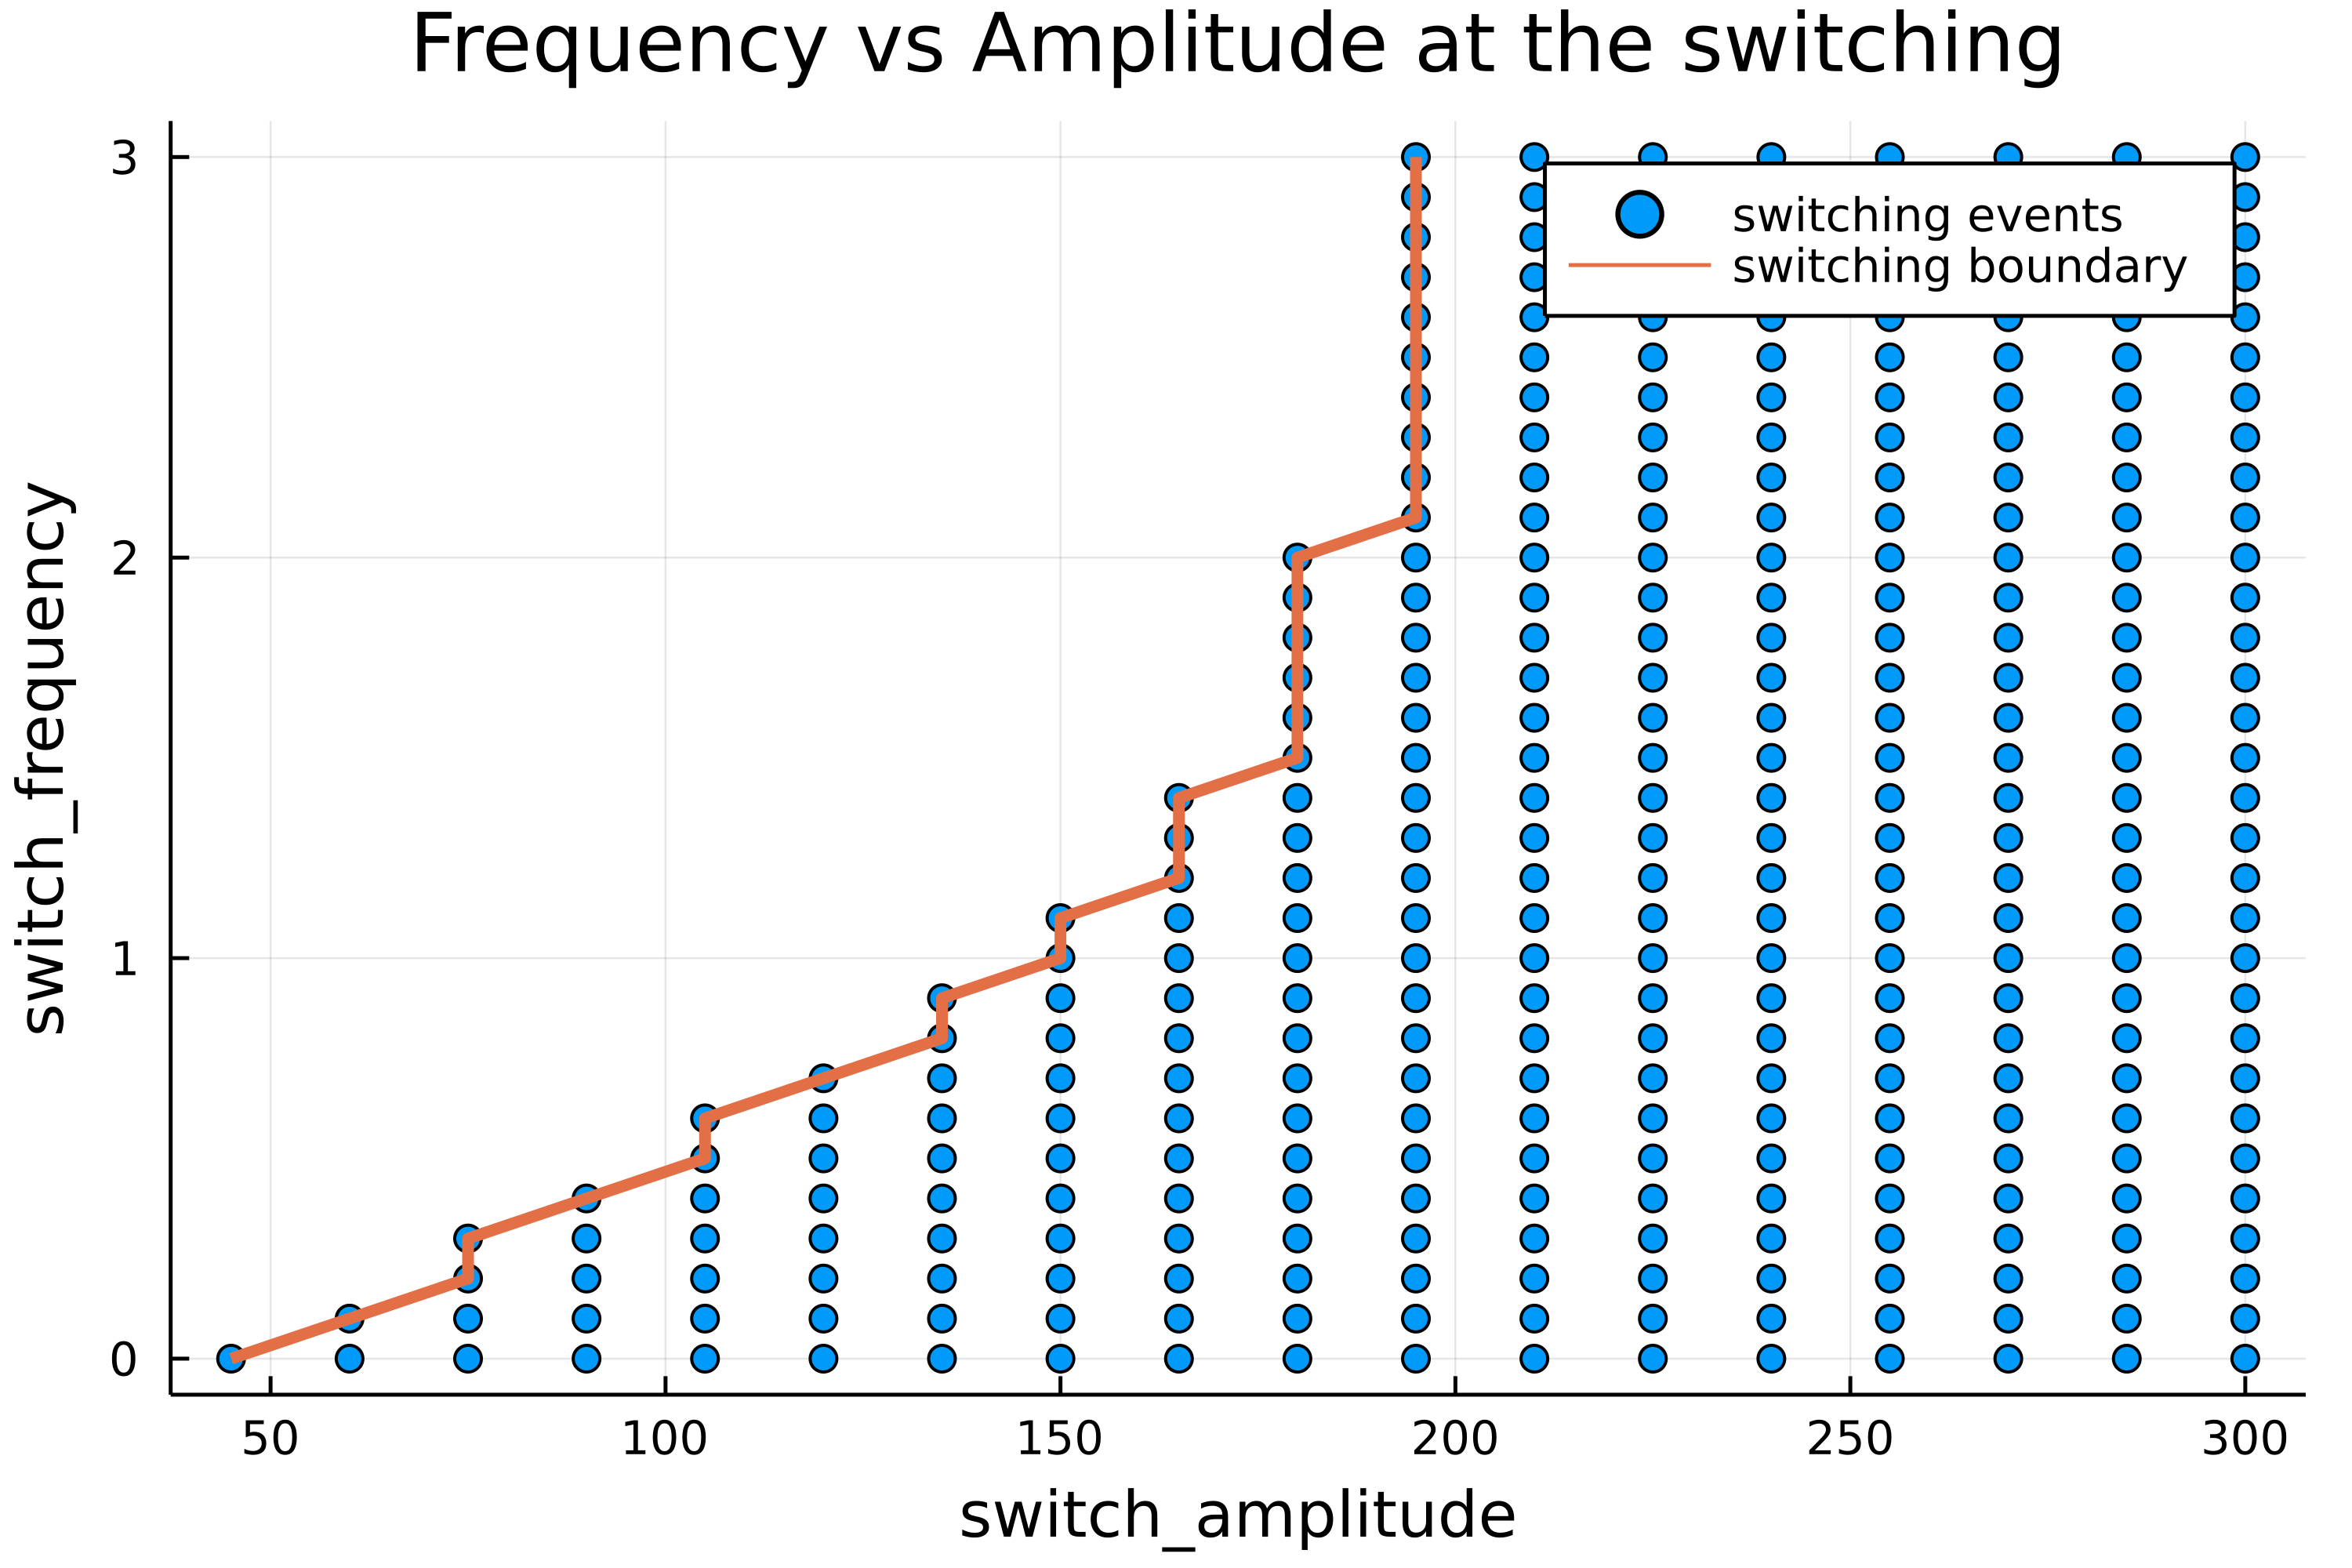 Frequency vs Amplitude at the switching
switching events
switching boundary
switch_frequency
3
2
1
0
50 100 150 200 250 300
switch_amplitude